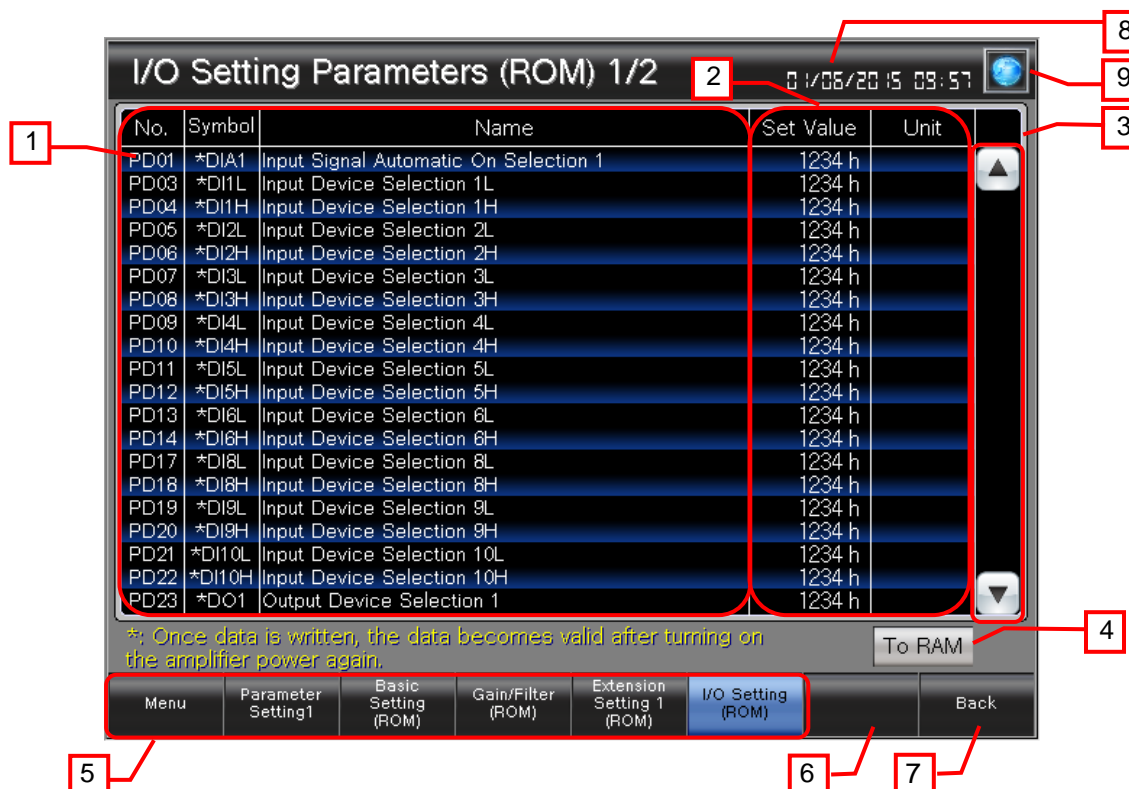 8
I/O Setting Parameters (ROM) 1/2
2
01/06/2015 09:57
9
3
1
No. Symbol Name Set Value Unit
PD01 *DIA1 Input Signal Automatic On Selection 1 1234 h
PD03 *DI1L Input Device Selection 1L 1234 h
PD04 *DI1H Input Device Selection 1H 1234 h
PD05 *DI2L Input Device Selection 2L 1234 h
PD06 *DI2H Input Device Selection 2H 1234 h
PD07 *DI3L Input Device Selection 3L 1234 h
PD08 *DI3H Input Device Selection 3H 1234 h
PD09 *DI4L Input Device Selection 4L 1234 h
PD10 *DI4H Input Device Selection 4H 1234 h
PD11 *DI5L Input Device Selection 5L 1234 h
PD12 *DI5H Input Device Selection 5H 1234 h
PD13 *DI6L Input Device Selection 6L 1234 h
PD14 *DI6H Input Device Selection 6H 1234 h
PD17 *DI8L Input Device Selection 8L 1234 h
PD18 *DI8H Input Device Selection 8H 1234 h
PD19 *DI9L Input Device Selection 9L 1234 h
PD20 *DI9H Input Device Selection 9H 1234 h
PD21 *DI10L Input Device Selection 10L 1234 h
PD22 *DI10H Input Device Selection 10H 1234 h
PD23 *DO1 Output Device Selection 1 1234 h
*: Once data is written, the data becomes valid after turning on
the amplifier power again.
To RAM
4
Menu
Parameter
Setting1
Basic
Setting
(ROM)
Gain/Filter
(ROM)
Extension
Setting 1
(ROM)
I/O Setting
(ROM)
Back
5
6
7